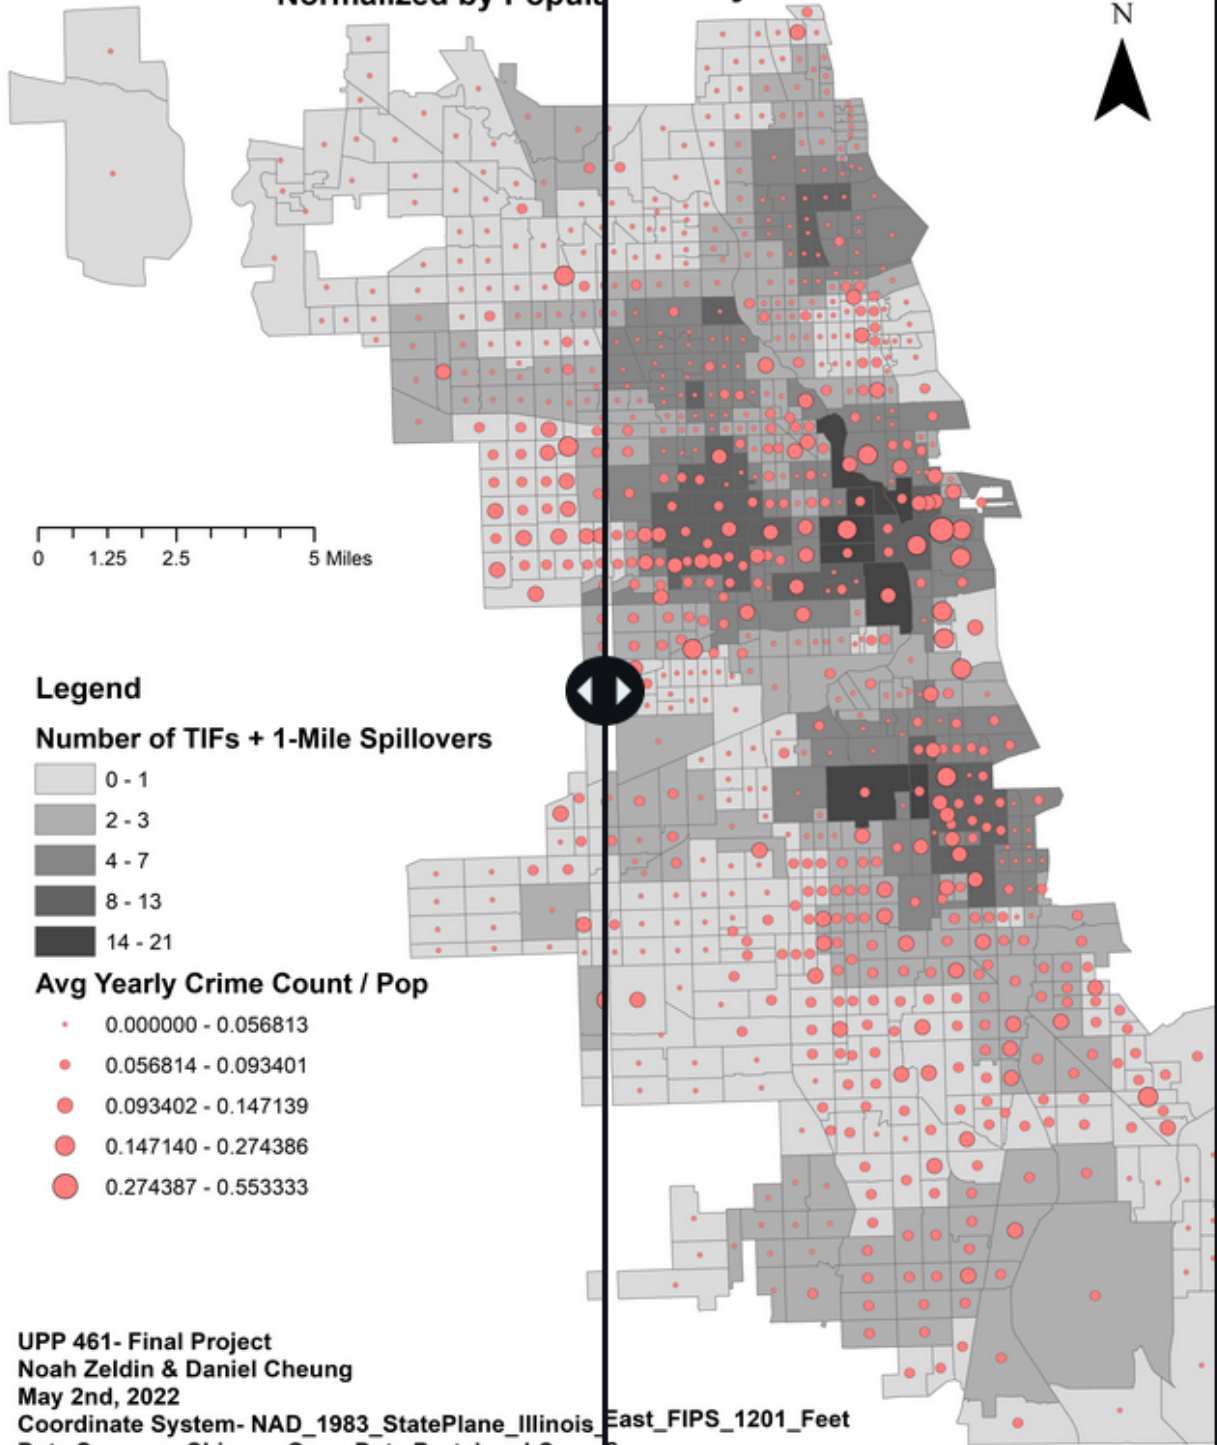 Normalized by Popula
N
0 1.25 2.5 5 Miles
Legend
Number of TIFs + 1-Mile Spillovers
0 - 1
2 - 3
4 - 7
8 - 13
14 - 21
Avg Yearly Crime Count / Pop
0.000000 - 0.056813
0.056814 - 0.093401
0.093402 - 0.147139
0.147140 - 0.274386
0.274387 - 0.553333
UPP 461- Final Project
Noah Zeldin & Daniel Cheung
May 2nd, 2022
Coordinate System- NAD_1983_StatePlane_Illinois_East_FIPS_1201_Feet